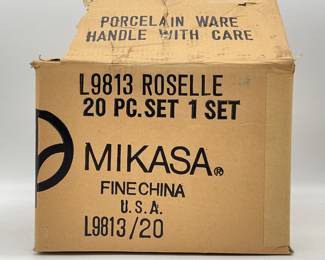 PORCELAIN WARE
HANDLE WITH CARE
L9813 ROSELLE
20 PC. SET 1 SET
MIKASA®
FINE CHINA
U.S.A.
L9813/20